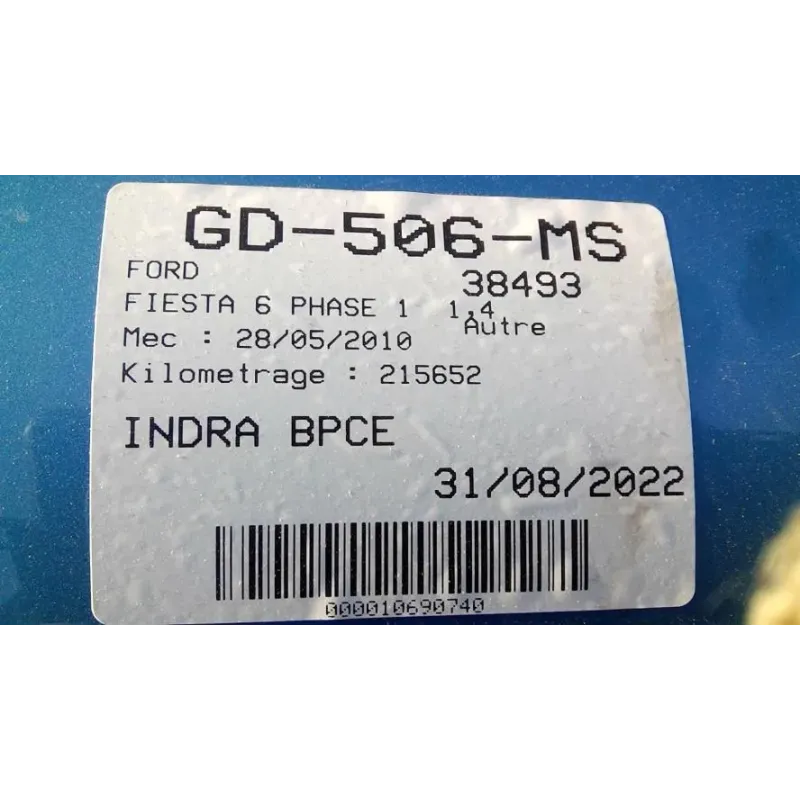 GD-506-MS
FORD 38493
FIESTA 6 PHASE 1 1,4
Autre
Mec : 28/05/2010
Kilometrage : 215652
INDRA BPCE
31/08/2022
000010690740